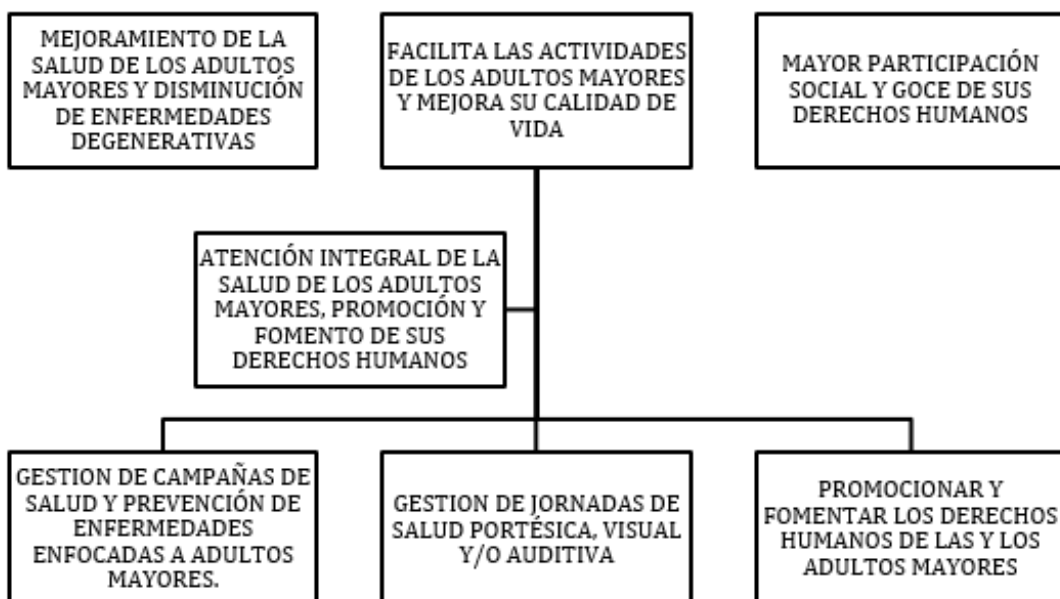 MEJORAMIENTO DE LA
SALUD DE LOS ADULTOS
MAYORES Y DISMINUCIÓN
DE ENFERMEDADES
DEGENERATIVAS
FACILITA LAS ACTIVIDADES
DE LOS ADULTOS MAYORES
Y MEJORA SU CALIDAD DE
VIDA
MAYOR PARTICIPACIÓN
SOCIAL Y GOCE DE SUS
DERECHOS HUMANOS
ATENCIÓN INTEGRAL DE LA
SALUD DE LOS ADULTOS
MAYORES, PROMOCIÓN Y
FOMENTO DE SUS
DERECHOS HUMANOS
GESTION DE CAMPAÑAS DE
SALUD Y PREVENCIÓN DE
ENFERMEDADES
ENFOCADAS A ADULTOS
MAYORES.
GESTION DE JORNADAS DE
SALUD PORTÉSICA, VISUAL
Y/O AUDITIVA
PROMOCIONAR Y
FOMENTAR LOS DERECHOS
HUMANOS DE LAS Y LOS
ADULTOS MAYORES